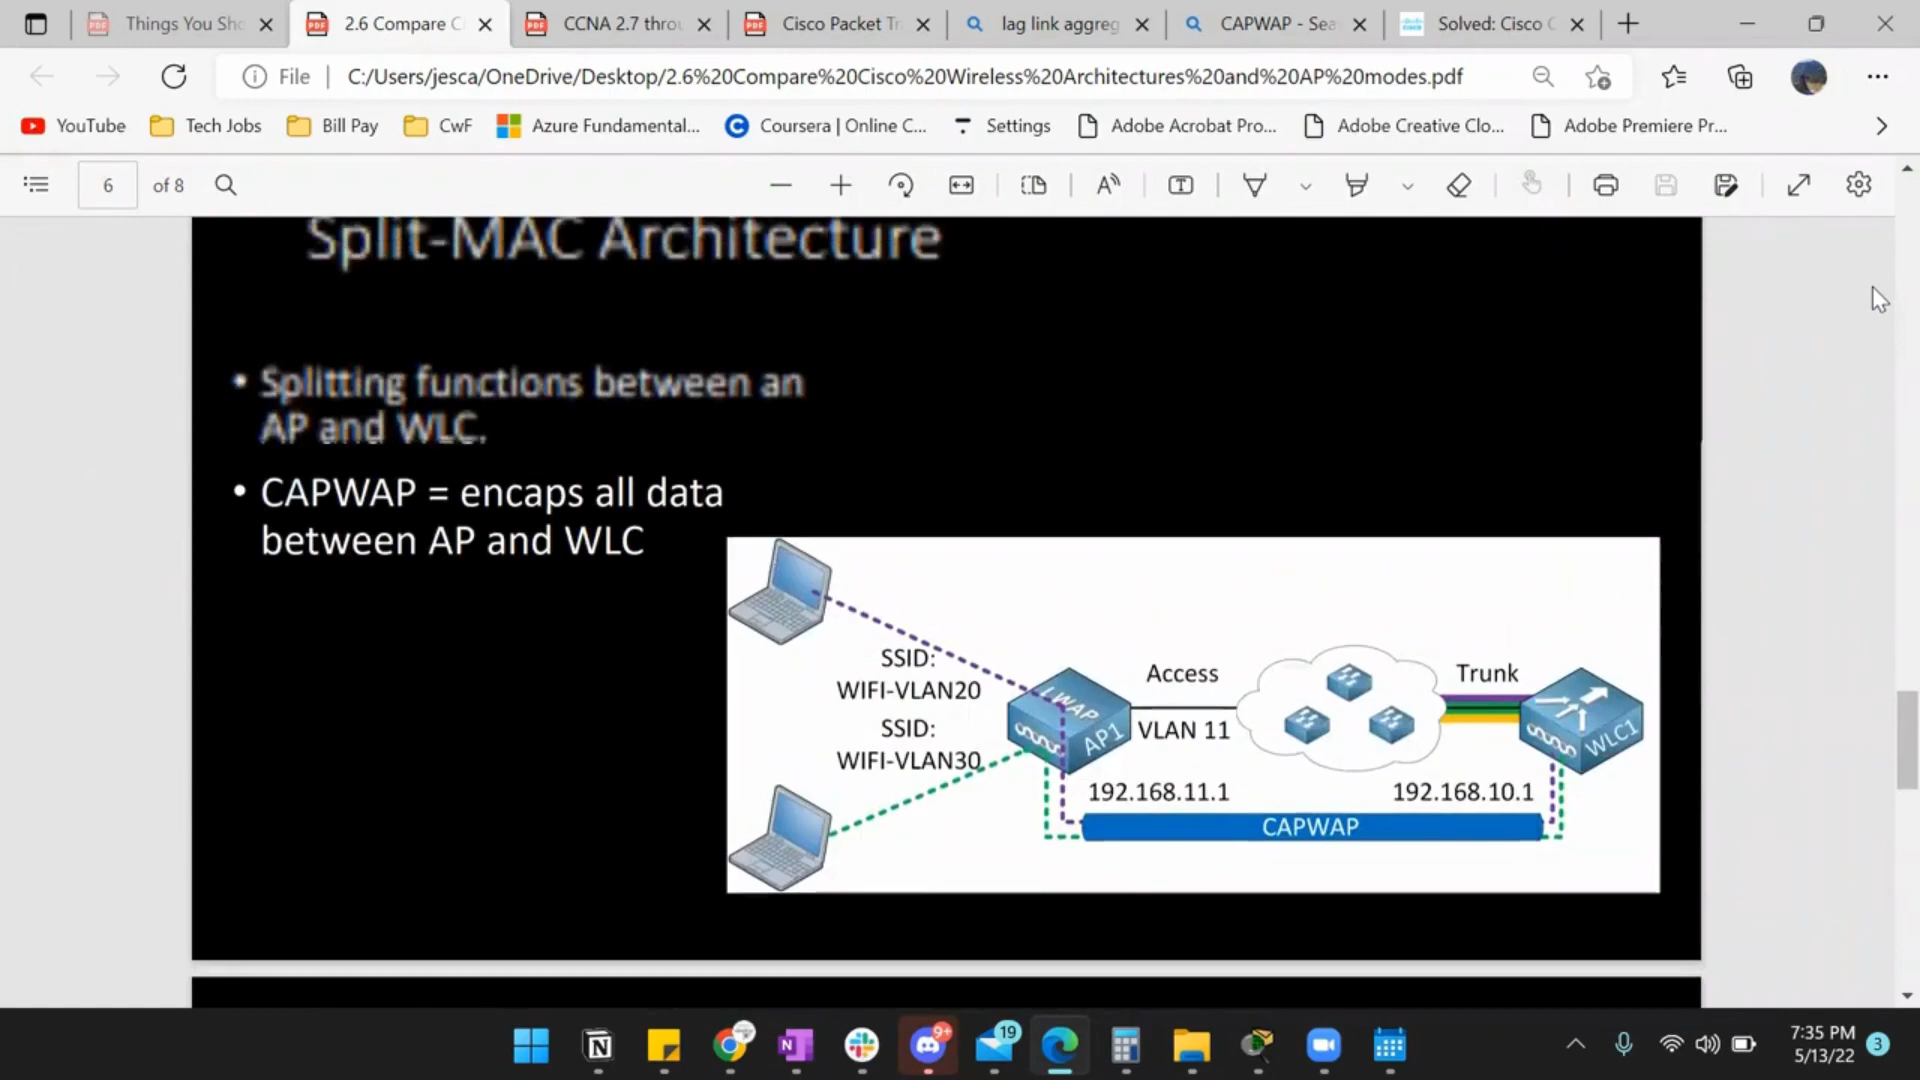 Things You Sho
2.6 Compare C
CCNA 2.7 throu
Cisco Packet Tr
lag link aggreg
CAPWAP - Sea
Solved: Cisco C
File
C:/Users/jesca/OneDrive/Desktop/2.6%20Compare%20Cisco%20Wireless%20Architectures%20and%20AP%20modes.pdf
YouTube
Tech Jobs
Bill Pay
CwF
Azure Fundamental...
Coursera | Online C...
Settings
Adobe Acrobat Pro...
Adobe Creative Clo...
Adobe Premiere Pr...
6 of 8
Split-MAC Architecture
• Splitting functions between an
AP and WLC.
• CAPWAP = encaps all data
between AP and WLC
SSID:
WIFI-VLAN20
SSID:
WIFI-VLAN30
LWAP
AP1
Access
VLAN 11
Trunk
WLC1
192.168.11.1
192.168.10.1
CAPWAP
9+
19
7:35 PM
5/13/22
3